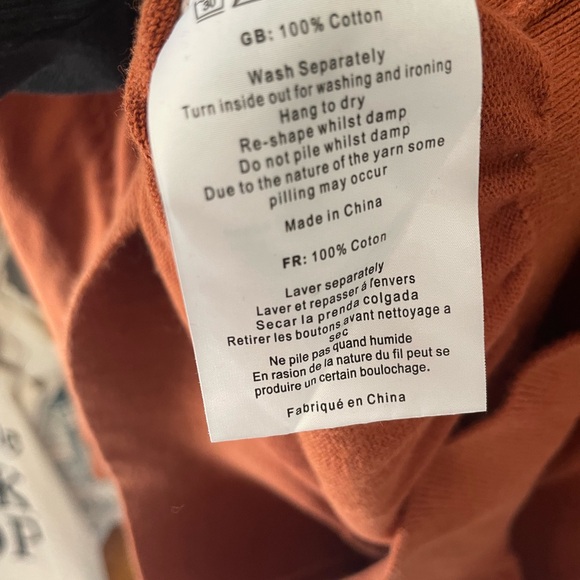 30
GB: 100% Cotton
Wash Separately
Turn inside out for washing and ironing
Hang to dry
Re-shape whilst damp
Do not pile whilst damp
Due to the nature of the yarn some
pilling may occur
Made in China
FR: 100% Coton
Laver separately
Laver et repasser à l'envers
Secar la prenda colgada
Retirer les boutons avant nettoyage a
sec
Ne pile pas quand humide
En rasion de la nature du fil peut se
produire un certain boulochage.
Fabriqué en China